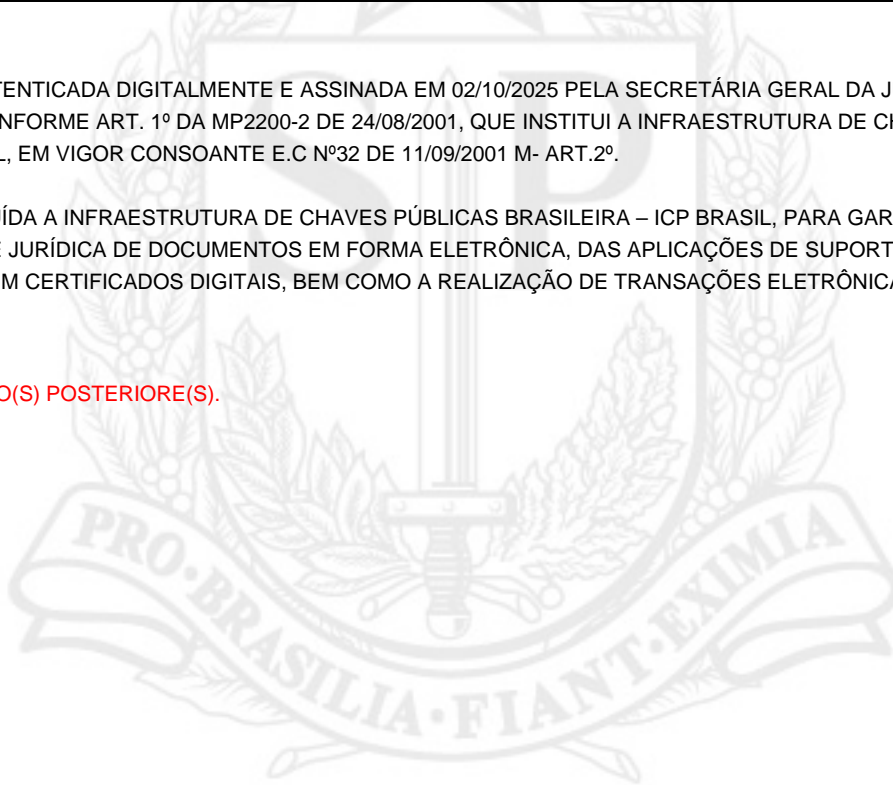 TENTICADA DIGITALMENTE E ASSINADA EM 02/10/2025 PELA SECRETÁRIA GERAL DA J
NFORME ART. 1º DA MP2200-2 DE 24/08/2001, QUE INSTITUI A INFRAESTRUTURA DE CH
L, EM VIGOR CONSOANTE E.C Nº32 DE 11/09/2001 M- ART.2º.
ÍDA A INFRAESTRUTURA DE CHAVES PÚBLICAS BRASILEIRA – ICP BRASIL, PARA GAR
E JURÍDICA DE DOCUMENTOS EM FORMA ELETRÔNICA, DAS APLICAÇÕES DE SUPORT
M CERTIFICADOS DIGITAIS, BEM COMO A REALIZAÇÃO DE TRANSAÇÕES ELETRÔNICA
O(S) POSTERIORE(S).
SP
PRO·BRASILIA·FIANT·EXIMIA